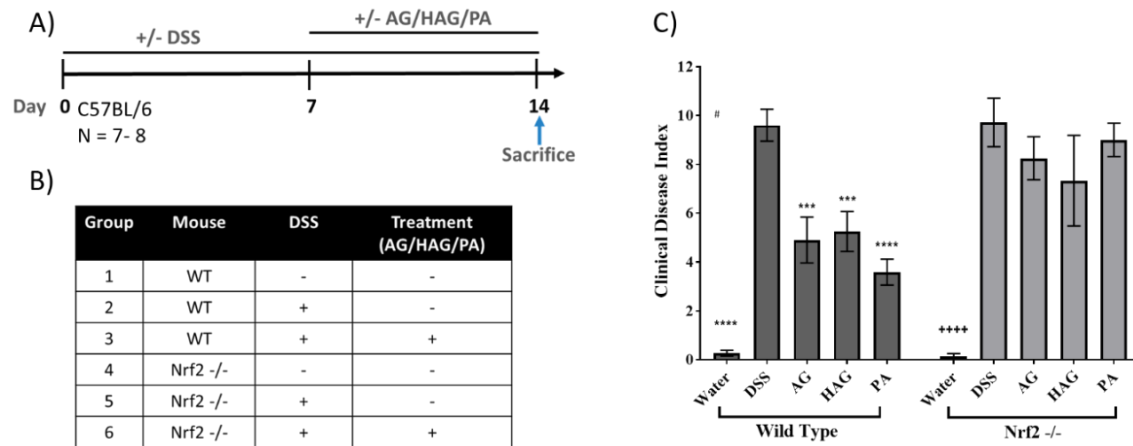 A)
+/- AG/HAG/PA
+/- DSS
Day 0 7 14
C57BL/6
N = 7- 8
Sacrifice
B)
Group Mouse DSS Treatment
(AG/HAG/PA)
1 WT - -
2 WT + -
3 WT + +
4 Nrf2 -/- - -
5 Nrf2 -/- + -
6 Nrf2 -/- + +
C)
Clinical Disease Index
12
10
8
6
4
2
0
#
**** *** *** **** ++++
Water DSS AG HAG PA Water DSS AG HAG PA
Wild Type Nrf2 -/-